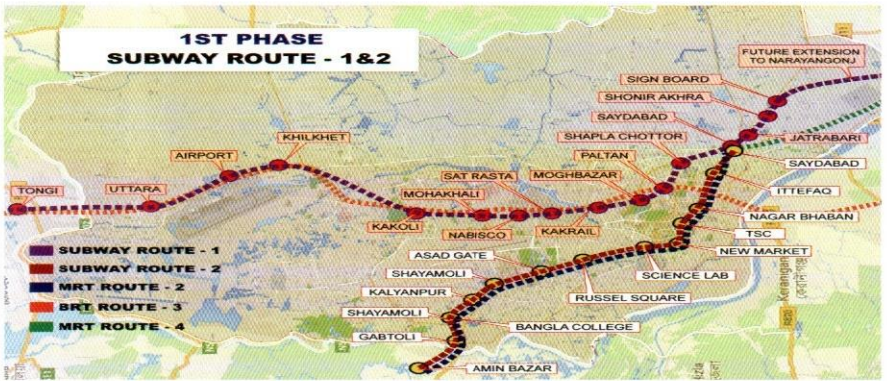 1ST PHASE
SUBWAY ROUTE - 1&2
FUTURE EXTENSION
TO NARAYANGONJ
SIGN BOARD
SHONIR AKHRA
SAYDABAD
SHAPLA CHOTTOR
JATRABARI
KHILKHET
PALTAN
AIRPORT
SAYDABAD
SAT RASTA
MOGHBAZAR
TONGI
UTTARA
MOHAKHALI
ITTEFAQ
KAKOLI
NABISCO
KAKRAIL
NAGAR BHABAN
TSC
SUBWAY ROUTE - 1
ASAD GATE
NEW MARKET
SUBWAY ROUTE - 2
SHAYAMOLI
SCIENCE LAB
MRT ROUTE - 2
KALYANPUR
RUSSEL SQUARE
BRT ROUTE - 3
SHAYAMOLI
MRT ROUTE - 4
BANGLA COLLEGE
GABTOLI
AMIN BAZAR